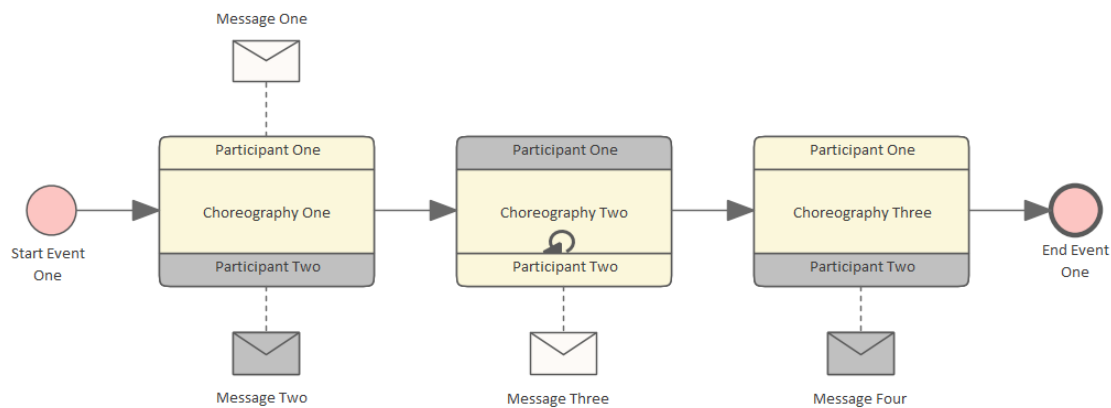 Message One
Participant One
Participant One
Participant One
Choreography One
Choreography Two
Choreography Three
Start Event
One
End Event
One
Participant Two
Participant Two
Participant Two
Message Two
Message Three
Message Four